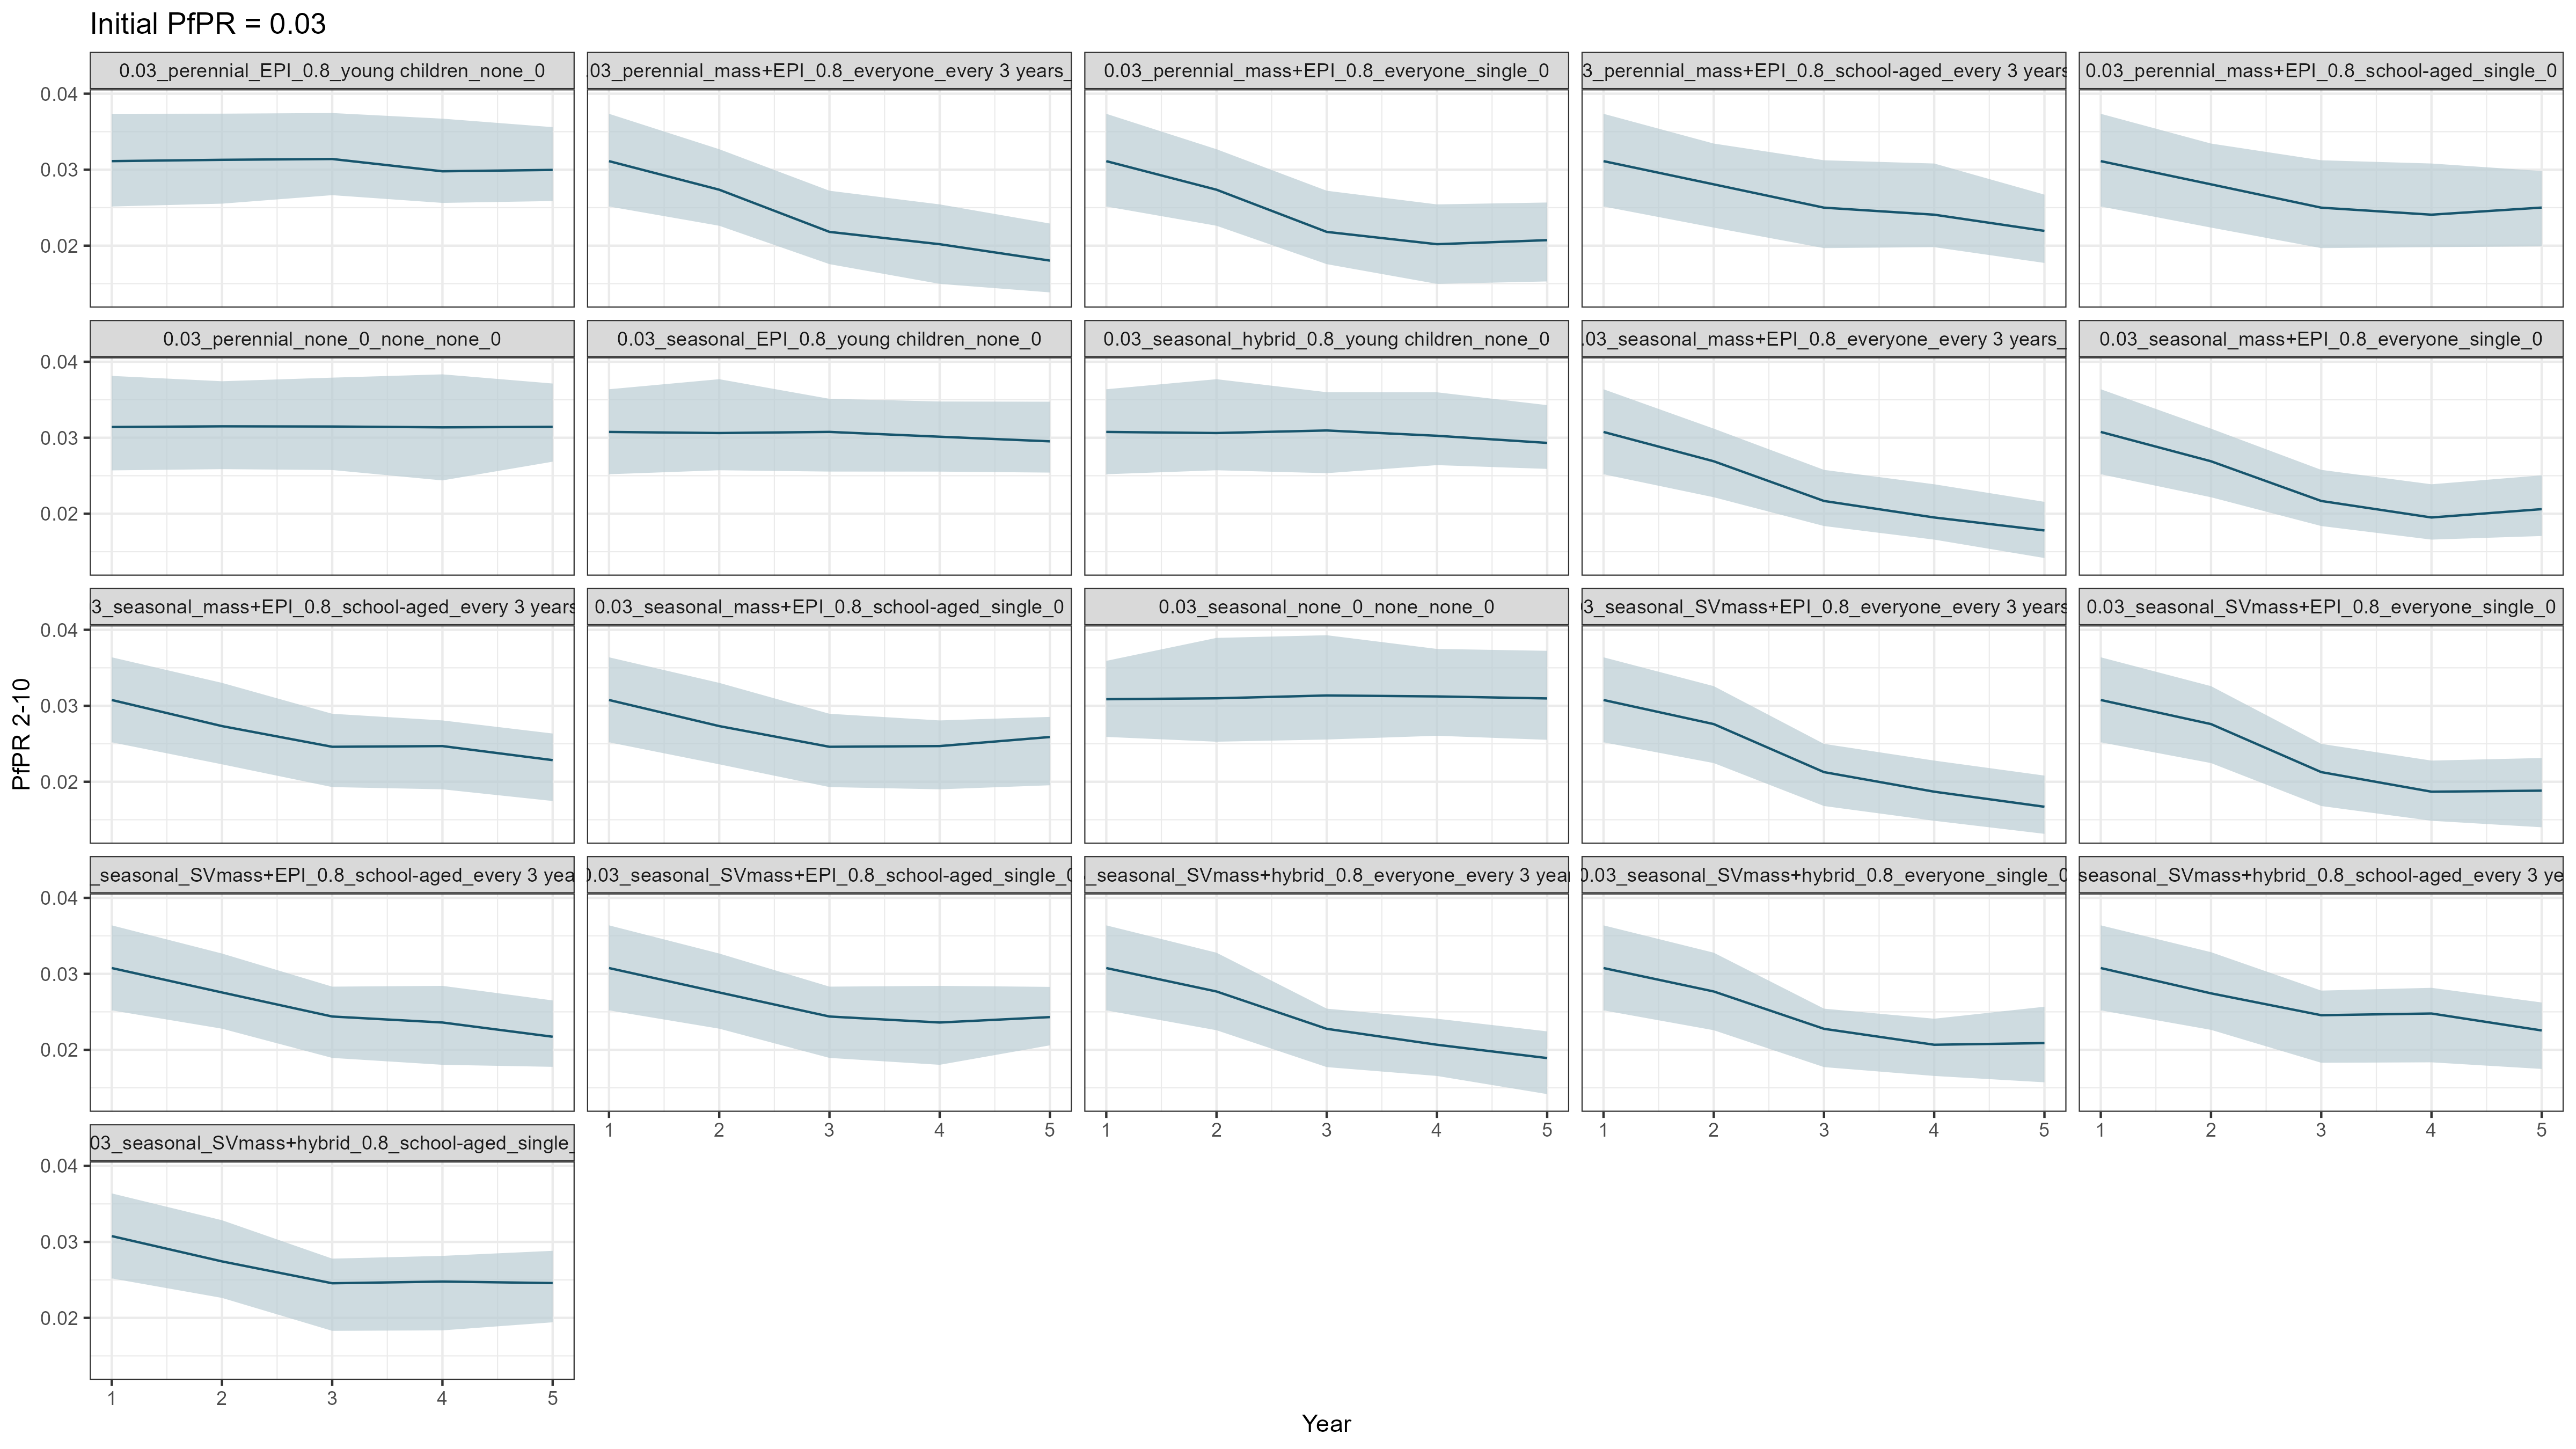 Initial PfPR = 0.03
0.03_perennial_EPI_0.8_young children_none_0
.03_perennial_mass+EPI_0.8_everyone_every 3 years_
0.03_perennial_mass+EPI_0.8_everyone_single_0
3_perennial_mass+EPI_0.8_school-aged_every 3 years
0.03_perennial_mass+EPI_0.8_school-aged_single_0
0.04
0.03
0.02
0.03_perennial_none_0_none_none_0
0.03_seasonal_EPI_0.8_young children_none_0
0.03_seasonal_hybrid_0.8_young children_none_0
.03_seasonal_mass+EPI_0.8_everyone_every 3 years_
0.03_seasonal_mass+EPI_0.8_everyone_single_0
0.04
0.03
0.02
3_seasonal_mass+EPI_0.8_school-aged_every 3 years
0.03_seasonal_mass+EPI_0.8_school-aged_single_0
0.03_seasonal_none_0_none_none_0
3_seasonal_SVmass+EPI_0.8_everyone_every 3 years
0.03_seasonal_SVmass+EPI_0.8_everyone_single_0
0.04
0.03
0.02
PfPR 2-10
_seasonal_SVmass+EPI_0.8_school-aged_every 3 yea
0.03_seasonal_SVmass+EPI_0.8_school-aged_single_0
_seasonal_SVmass+hybrid_0.8_everyone_every 3 year
0.03_seasonal_SVmass+hybrid_0.8_everyone_single_0
seasonal_SVmass+hybrid_0.8_school-aged_every 3 ye
0.04
0.03
0.02
1 2 3 4 5
1 2 3 4 5
1 2 3 4 5
1 2 3 4 5
03_seasonal_SVmass+hybrid_0.8_school-aged_single_
0.04
0.03
0.02
1 2 3 4 5
Year